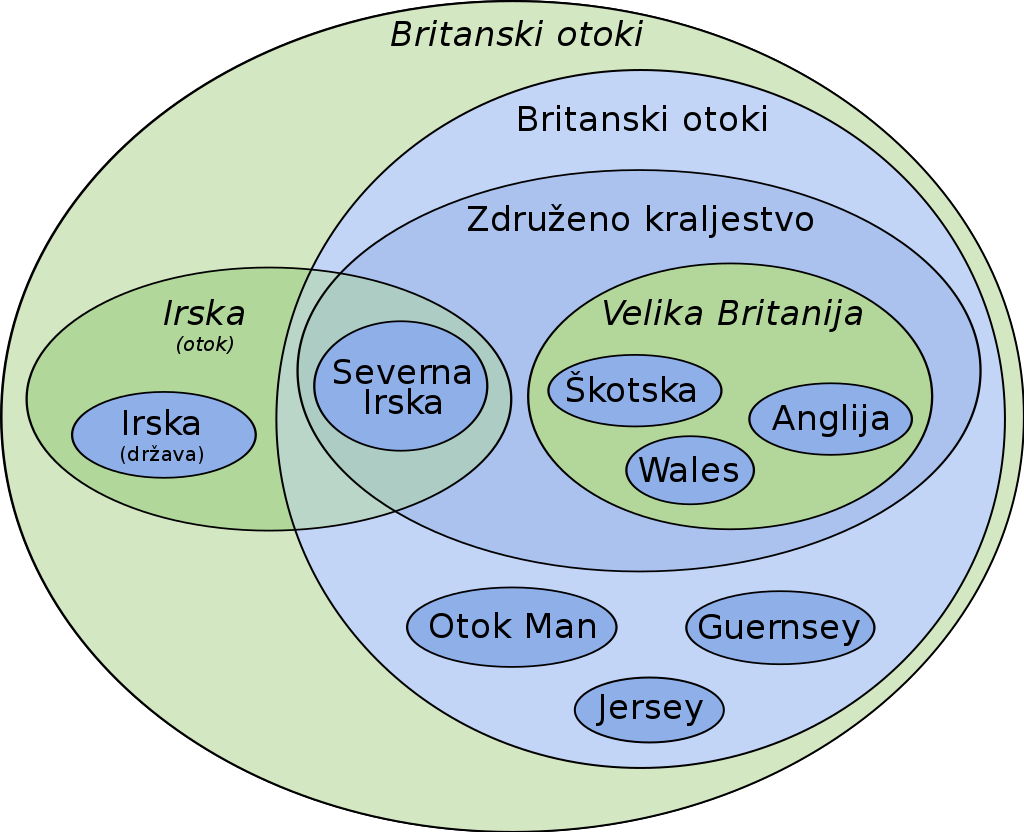 Britanski otoki
Britanski otoki
Združeno kraljestvo
Irska
(otok)
Velika Britanija
Severna
Irska
Škotska
Irska
(država)
Anglija
Wales
Otok Man
Guernsey
Jersey